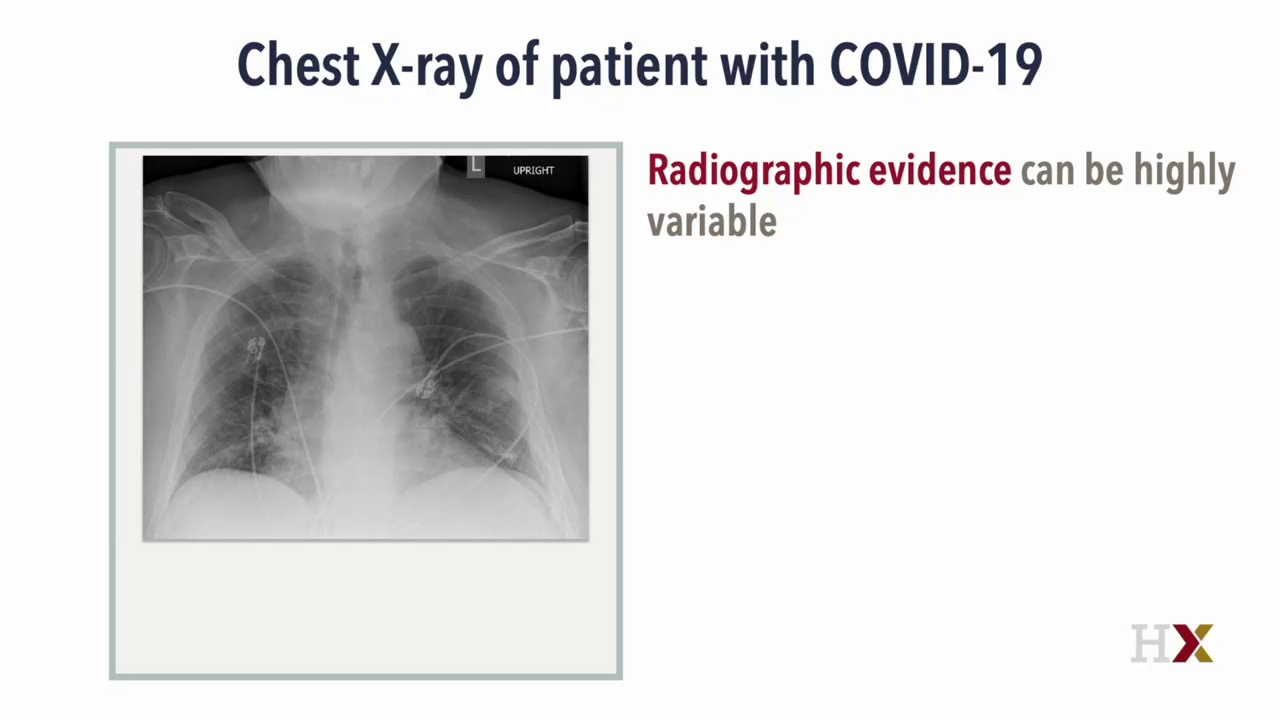 Chest X-ray of patient with COVID-19
L
UPRIGHT
Radiographic evidence can be highly
variable
HX